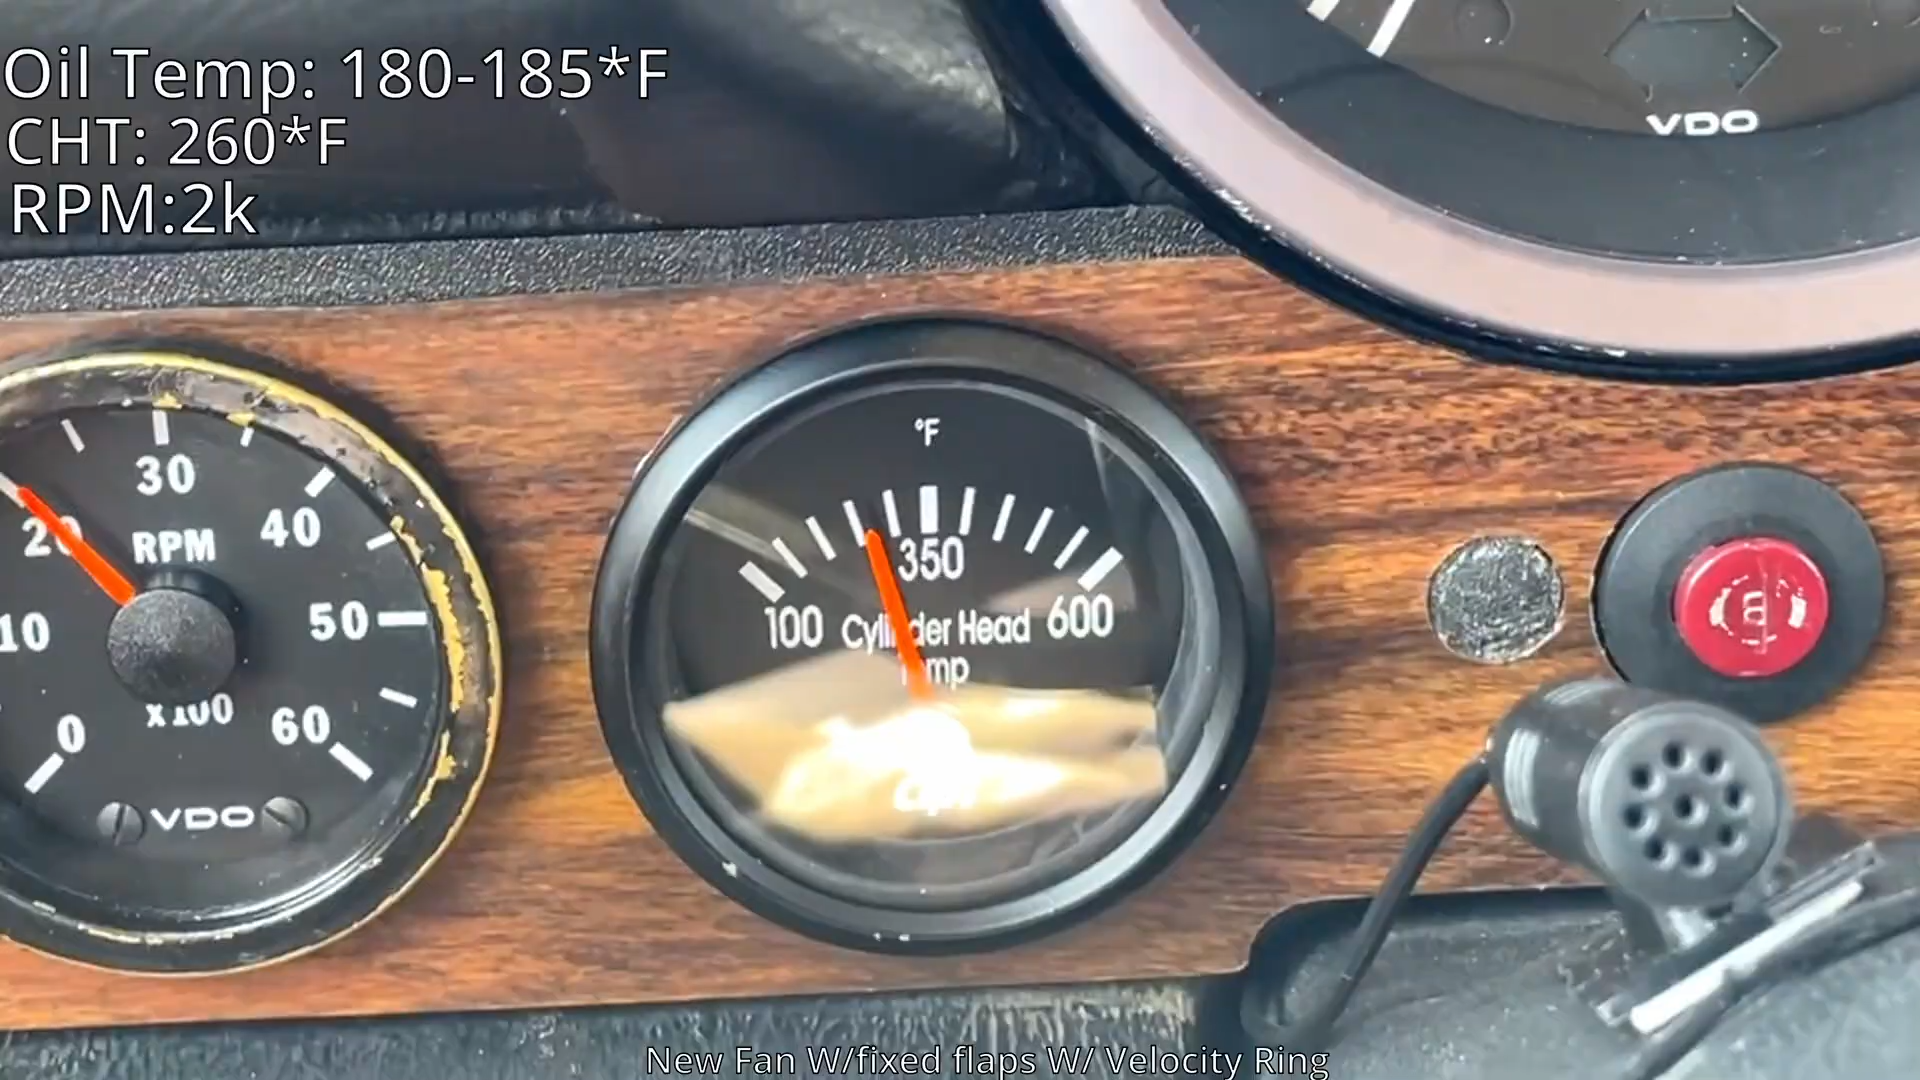 Oil Temp: 180-185*F
CHT: 260*F
RPM:2k
VDO
°F
30
20
40
RPM
350
10
50
100 Cylinder Head 600
Temp
x100
0
60
VDO
New Fan W/fixed flaps W/ Velocity Ring